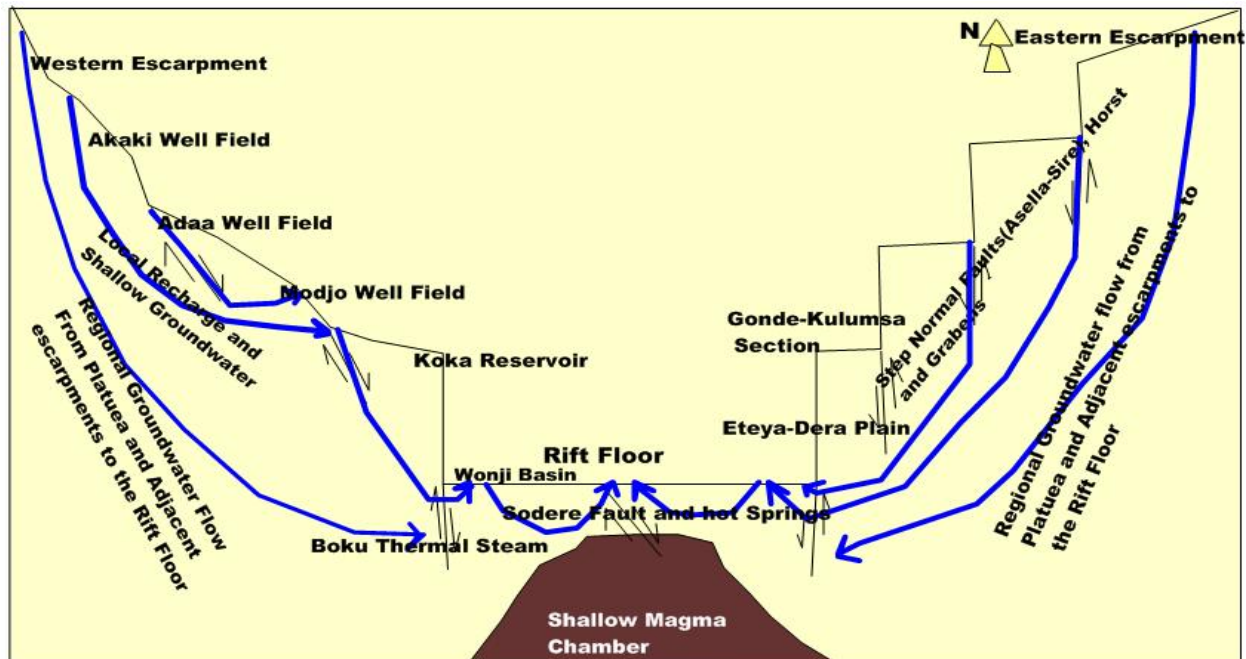 N
Eastern Escarpment
Western Escarpment
Akaki Well Field
Adaa Well Field
Local Recharge and
Shallow Groundwater
Modjo Well Field
Regional Groundwater Flow
From Platuea and Adjacent
escarpments to the Rift Floor
Koka Reservoir
Gonde-Kulumsa
Section
Step Normal Faults(Asella-Sire), Horst
and Grabens
Regional Groundwater flow from
Platuea and Adjacent escarpments to
the Rift Floor
Eteya-Dera Plain
Rift Floor
Wonji Basin
Sodere Fault and hot Springs
Boku Thermal Steam
Shallow Magma
Chamber